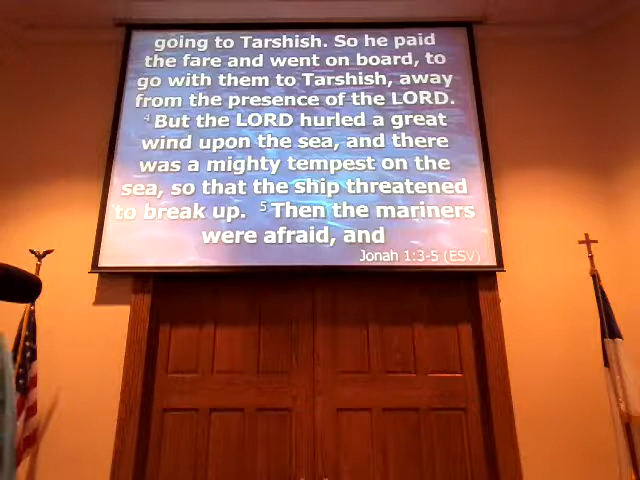 going to Tarshish. So he paid
the fare and went on board, to
go with them to Tarshish, away
from the presence of the LORD.
4 But the LORD hurled a great
wind upon the sea, and there
was a mighty tempest on the
sea, so that the ship threatened
to break up. 5 Then the mariners
were afraid, and
Jonah 1:3-5 (ESV)